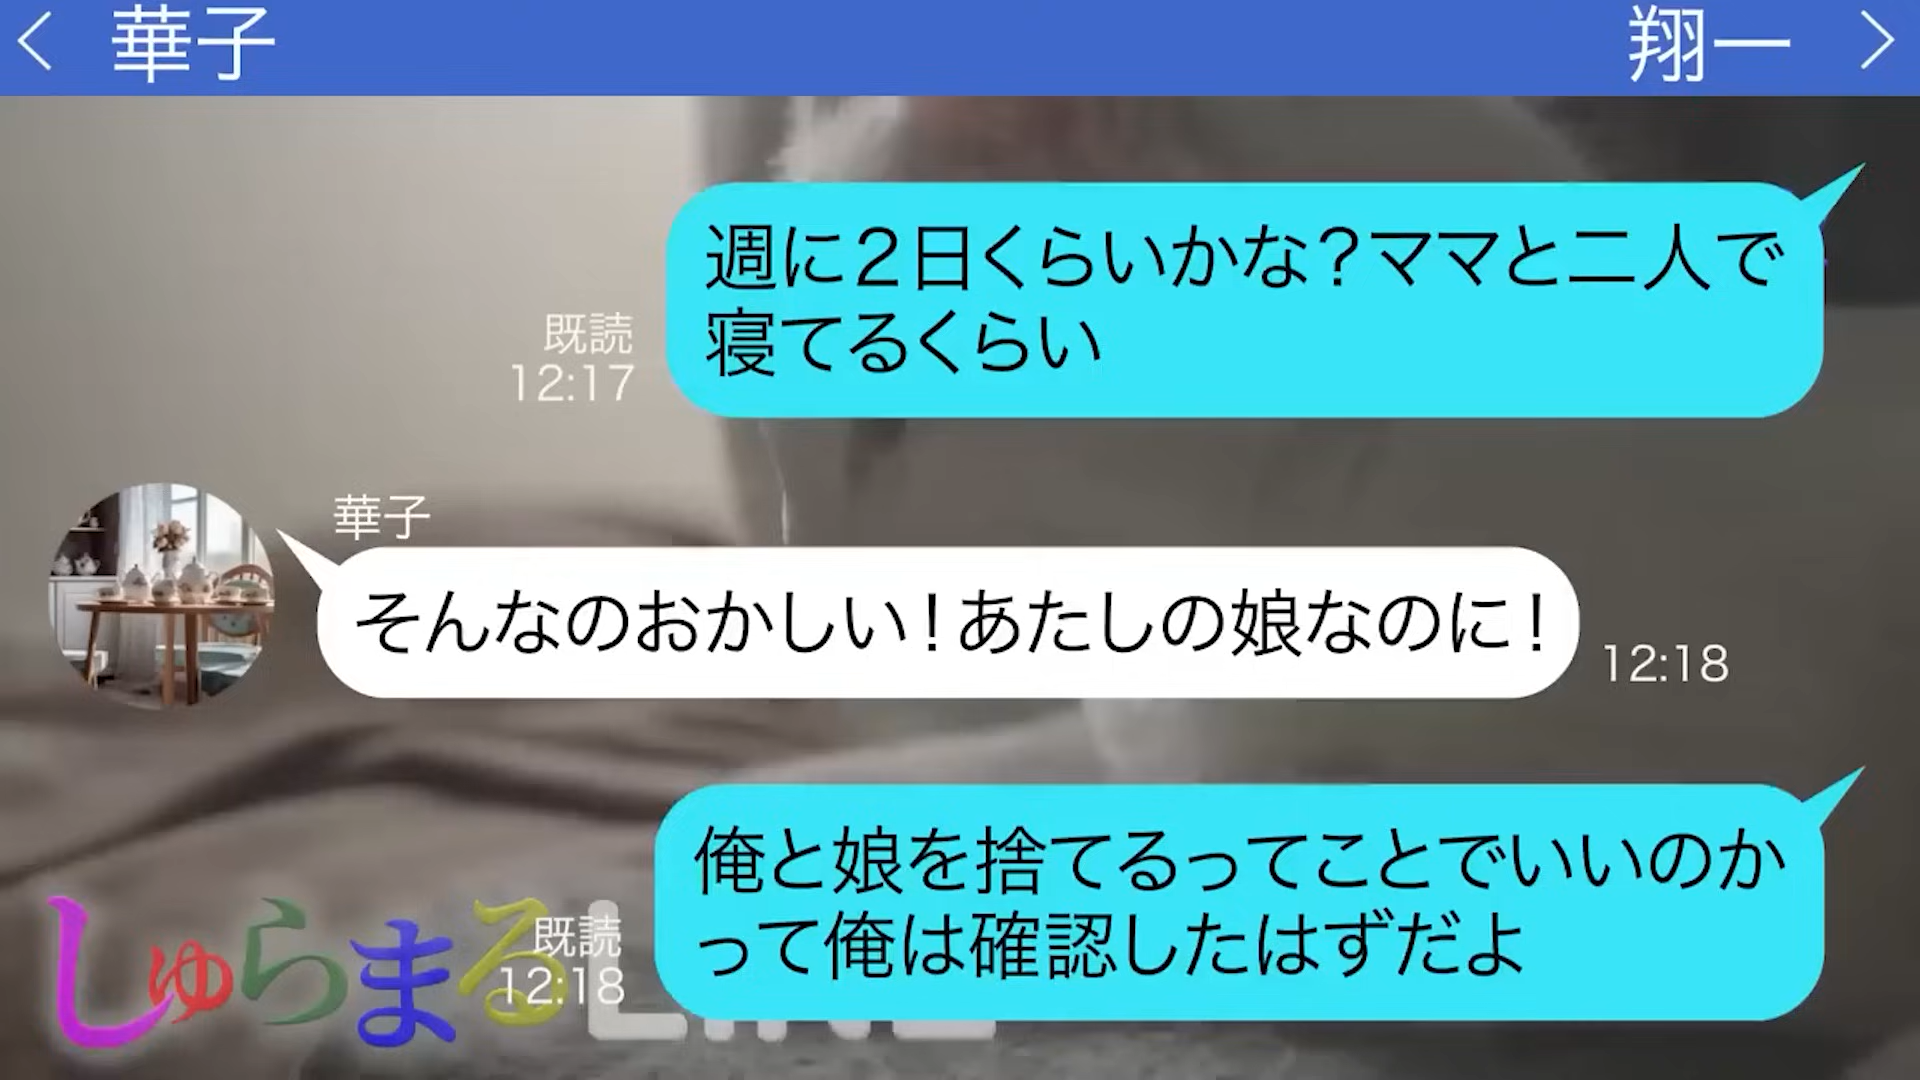 華子
翔一
週に２日くらいかな？ママと二人で
寝てるくらい
既読
12:17
華子
そんなのおかしい！あたしの娘なのに！
12:18
俺と娘を捨てるってことでいいのか
って俺は確認したはずだよ
既読
12:18
しゅらまる
LINE